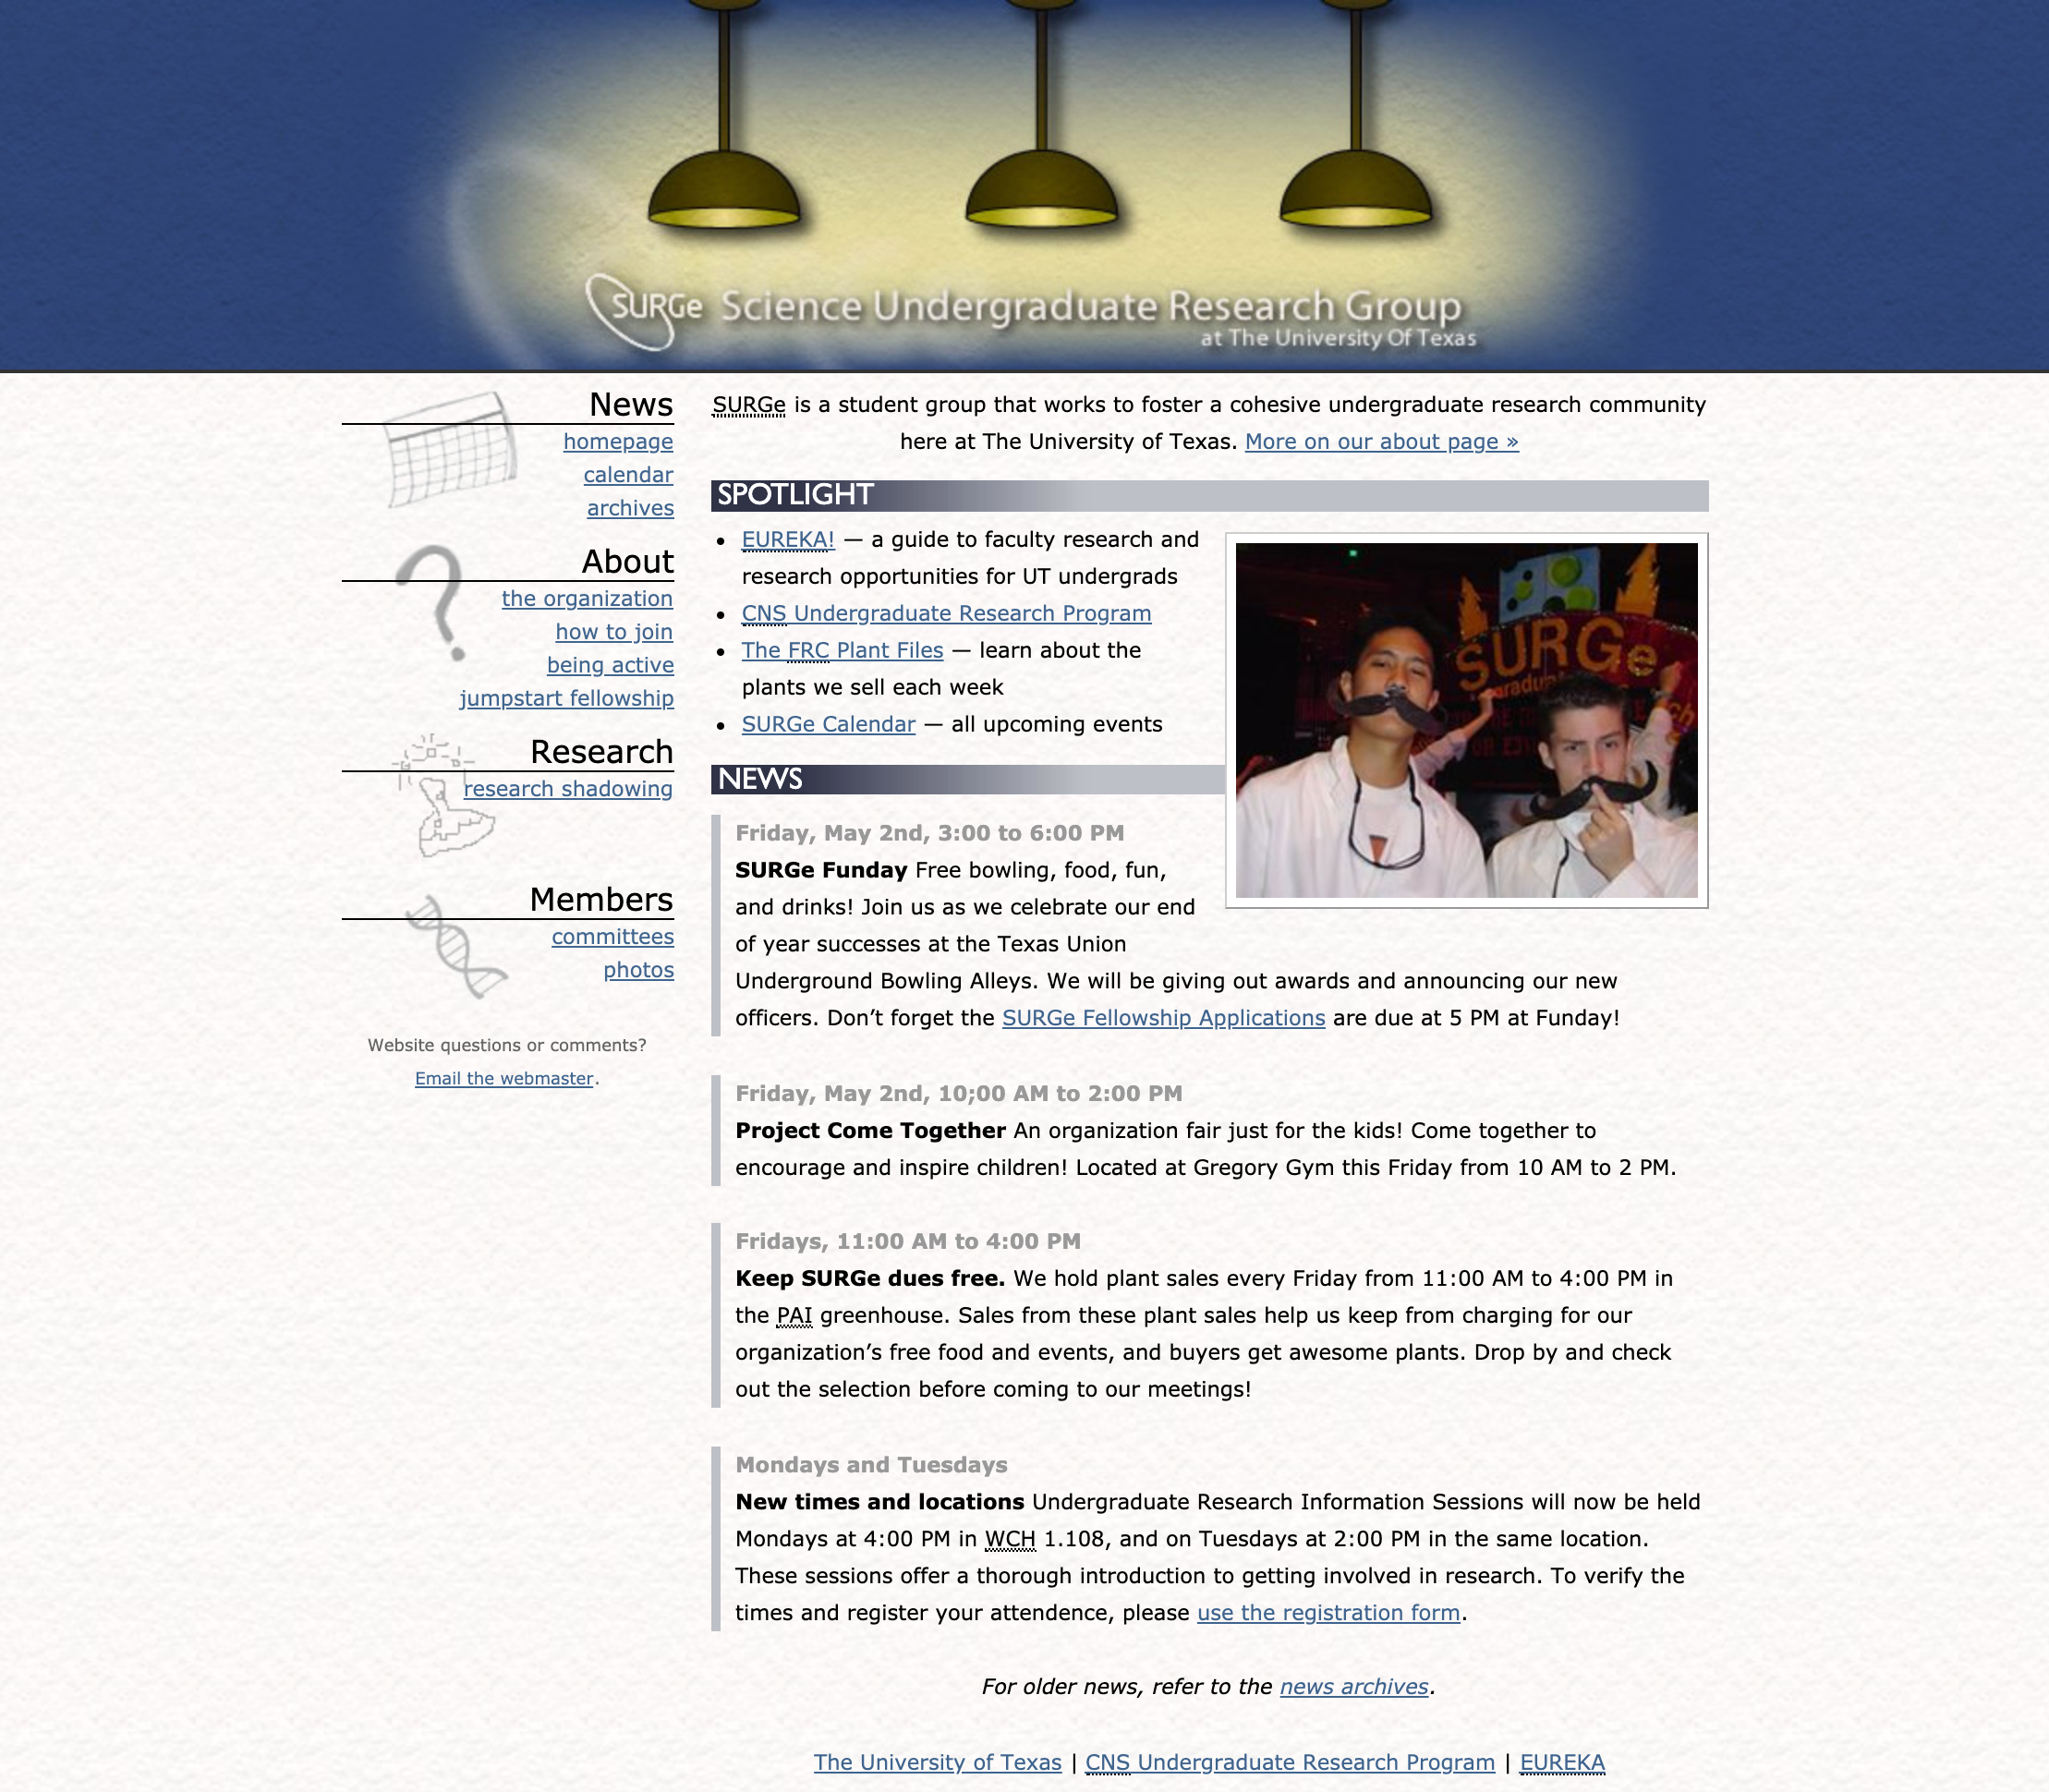 SURGe Science Undergraduate Research Group
at The University Of Texas
News
homepage
calendar
archives
About
the organization
how to join
being active
jumpstart fellowship
Research
research shadowing
Members
committees
photos
Website questions or comments?
Email the webmaster.
SURGe is a student group that works to foster a cohesive undergraduate research community
here at The University of Texas. More on our about page »
SPOTLIGHT
• EUREKA! — a guide to faculty research and
research opportunities for UT undergrads
• CNS Undergraduate Research Program
• The FRC Plant Files — learn about the
plants we sell each week
• SURGe Calendar — all upcoming events
SURGe
NEWS
Friday, May 2nd, 3:00 to 6:00 PM
SURGe Funday Free bowling, food, fun,
and drinks! Join us as we celebrate our end
of year successes at the Texas Union
Underground Bowling Alleys. We will be giving out awards and announcing our new
officers. Don’t forget the SURGe Fellowship Applications are due at 5 PM at Funday!
Friday, May 2nd, 10;00 AM to 2:00 PM
Project Come Together An organization fair just for the kids! Come together to
encourage and inspire children! Located at Gregory Gym this Friday from 10 AM to 2 PM.
Fridays, 11:00 AM to 4:00 PM
Keep SURGe dues free. We hold plant sales every Friday from 11:00 AM to 4:00 PM in
the PAI greenhouse. Sales from these plant sales help us keep from charging for our
organization’s free food and events, and buyers get awesome plants. Drop by and check
out the selection before coming to our meetings!
Mondays and Tuesdays
New times and locations Undergraduate Research Information Sessions will now be held
Mondays at 4:00 PM in WCH 1.108, and on Tuesdays at 2:00 PM in the same location.
These sessions offer a thorough introduction to getting involved in research. To verify the
times and register your attendence, please use the registration form.
For older news, refer to the news archives.
The University of Texas | CNS Undergraduate Research Program | EUREKA